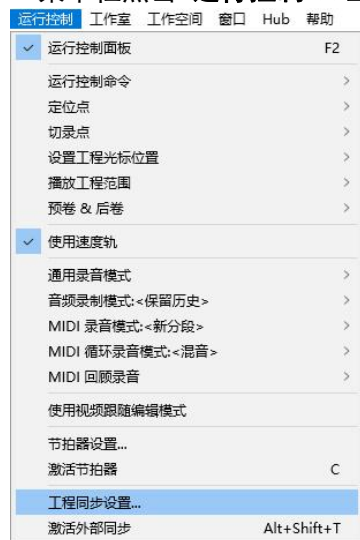 运行控制 工作室 工作空间 窗口 Hub 帮助
运行控制面板 F2
运行控制命令
定位点
切录点
设置工程光标位置
播放工程范围
预卷 & 后卷
使用速度轨
通用录音模式
音频录制模式:<保留历史>
MIDI 录音模式:<新分段>
MIDI 循环录音模式:<混音>
MIDI 回顾录音
使用视频跟随编辑模式
节拍器设置...
激活节拍器 C
工程同步设置...
激活外部同步 Alt+Shift+T